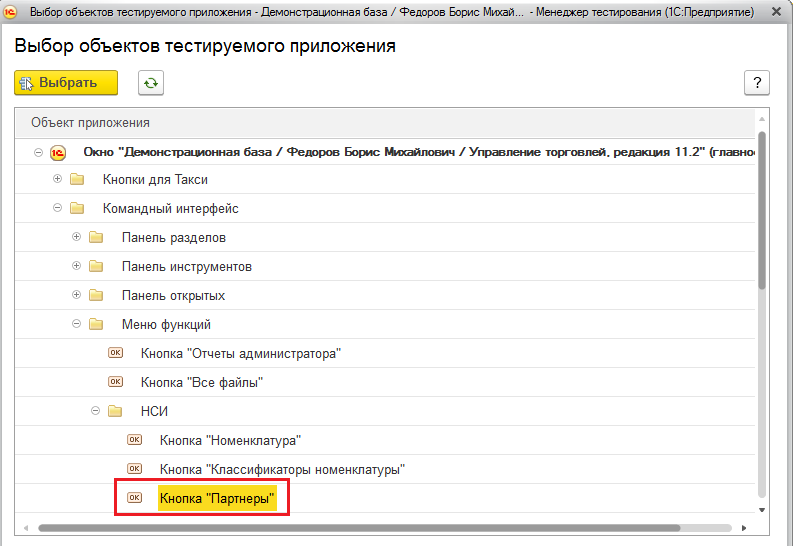 Выбор объектов тестируемого приложения - Демонстрационная база / Федоров Борис Михай... - Менеджер тестирования (1С:Предприятие)
Выбор объектов тестируемого приложения
Выбрать
?
Объект приложения
Окно "Демонстрационная база / Федоров Борис Михайлович / Управление торговлей, редакция 11.2" (главно
Кнопки для Такси
Командный интерфейс
Панель разделов
Панель инструментов
Панель открытых
Меню функций
OK Кнопка "Отчеты администратора"
OK Кнопка "Все файлы"
НСИ
OK Кнопка "Номенклатура"
OK Кнопка "Классификаторы номенклатуры"
OK Кнопка "Партнеры"